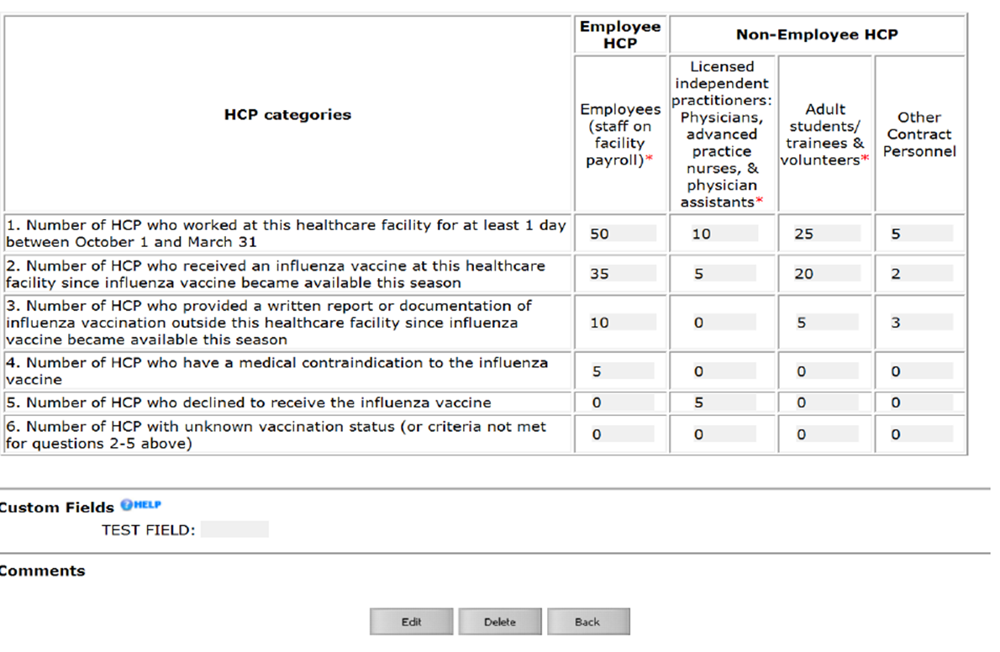 Employee
HCP
Non-Employee HCP
HCP categories
Employees
(staff on
facility
payroll)*
Licensed
independent
practitioners:
Physicians,
advanced
practice
nurses, &
physician
assistants*
Adult
students/
trainees &
volunteers*
Other
Contract
Personnel
1. Number of HCP who worked at this healthcare facility for at least 1 day
between October 1 and March 31
50 10 25 5
2. Number of HCP who received an influenza vaccine at this healthcare
facility since influenza vaccine became available this season
35 5 20 2
3. Number of HCP who provided a written report or documentation of
influenza vaccination outside this healthcare facility since influenza
vaccine became available this season
10 0 5 3
4. Number of HCP who have a medical contraindication to the influenza
vaccine
5 0 0 0
5. Number of HCP who declined to receive the influenza vaccine
0 5 0 0
6. Number of HCP with unknown vaccination status (or criteria not met
for questions 2-5 above)
0 0 0 0
Custom Fields ?HELP
TEST FIELD:
Comments
Edit Delete Back